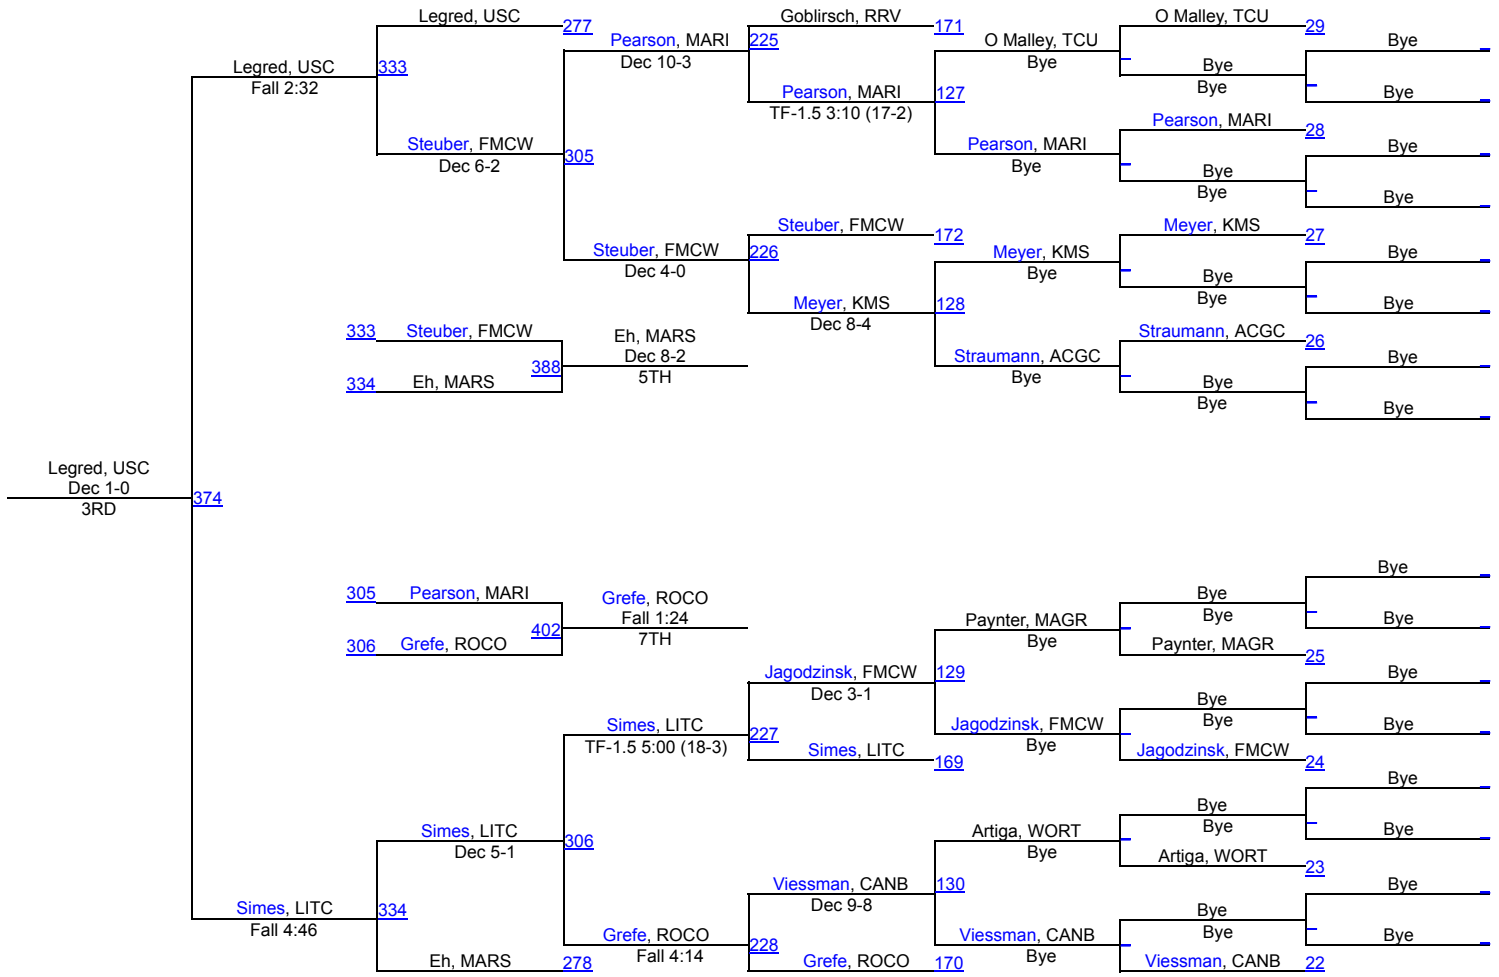 Legred, USC
277
Goblirsch, RRV
171
O Malley, TCU
29
Pearson, MARI
225
O Malley, TCU
Bye
Dec 10-3
Bye
Bye
Legred, USC
333
Bye
Fall 2:32
Pearson, MARI
127
Bye
Bye
TF-1.5 3:10 (17-2)
Pearson, MARI
28
Steuber, FMCW
305
Pearson, MARI
Bye
Dec 6-2
Bye
Bye
Bye
Bye
Steuber, FMCW
172
Meyer, KMS
27
Steuber, FMCW
226
Meyer, KMS
Bye
Dec 4-0
Bye
Bye
Bye
Meyer, KMS
128
Bye
Dec 8-4
333
Steuber, FMCW
Eh, MARS
Straumann, ACGC
26
Dec 8-2
Straumann, ACGC
Bye
388
5TH
Bye
334
Eh, MARS
Bye
Bye
Bye
Legred, USC
Dec 1-0
374
3RD
Bye
305
Pearson, MARI
Grefe, ROCO
Bye
Fall 1:24
Bye
Bye
402
7TH
Paynter, MAGR
306
Grefe, ROCO
Bye
Paynter, MAGR
25
Jagodzinsk, FMCW
129
Bye
Dec 3-1
Bye
Simes, LITC
227
Jagodzinsk, FMCW
Bye
Bye
TF-1.5 5:00 (18-3)
Simes, LITC
169
Bye
Jagodzinsk, FMCW
24
Bye
Bye
Simes, LITC
306
Artiga, WORT
Bye
Bye
Dec 5-1
Bye
Artiga, WORT
23
Viessman, CANB
130
Bye
Dec 9-8
Simes, LITC
334
Bye
Fall 4:46
Grefe, ROCO
228
Viessman, CANB
Bye
Bye
Fall 4:14
Bye
Eh, MARS
278
Grefe, ROCO
170
Viessman, CANB
22